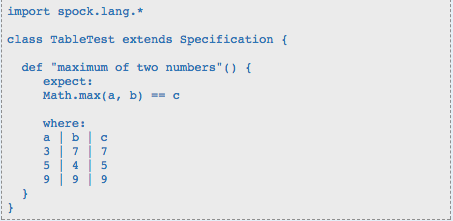 import spock.lang.*
class TableTest extends Specification {
def "maximum of two numbers"() {
expect:
Math.max(a, b) == c
where:
a | b | c
3 | 7 | 7
5 | 4 | 5
9 | 9 | 9
}
}